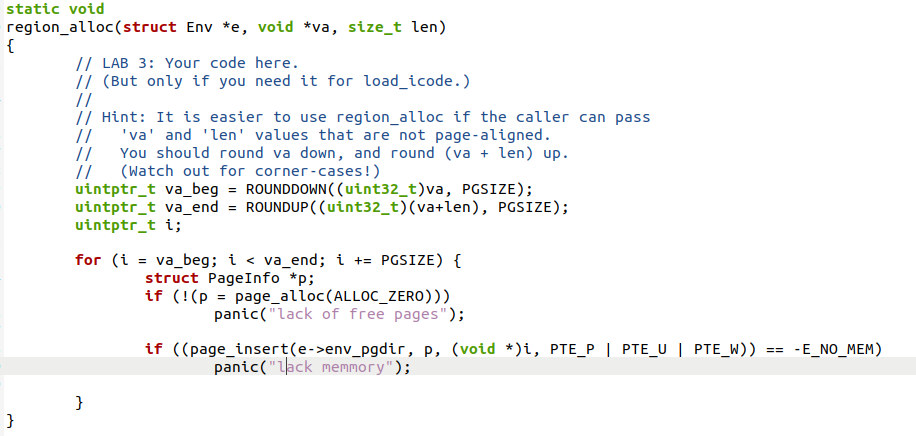 static void
region_alloc(struct Env *e, void *va, size_t len)
{
// LAB 3: Your code here.
// (But only if you need it for load_icode.)
//
// Hint: It is easier to use region_alloc if the caller can pass
//   'va' and 'len' values that are not page-aligned.
//   You should round va down, and round (va + len) up.
//   (Watch out for corner-cases!)
uintptr_t va_beg = ROUNDDOWN((uint32_t)va, PGSIZE);
uintptr_t va_end = ROUNDUP((uint32_t)(va+len), PGSIZE);
uintptr_t i;
for (i = va_beg; i < va_end; i += PGSIZE) {
struct PageInfo *p;
if (!(p = page_alloc(ALLOC_ZERO)))
panic("lack of free pages");
if ((page_insert(e->env_pgdir, p, (void *)i, PTE_P | PTE_U | PTE_W)) == -E_NO_MEM)
panic("lack memmory");
}
}